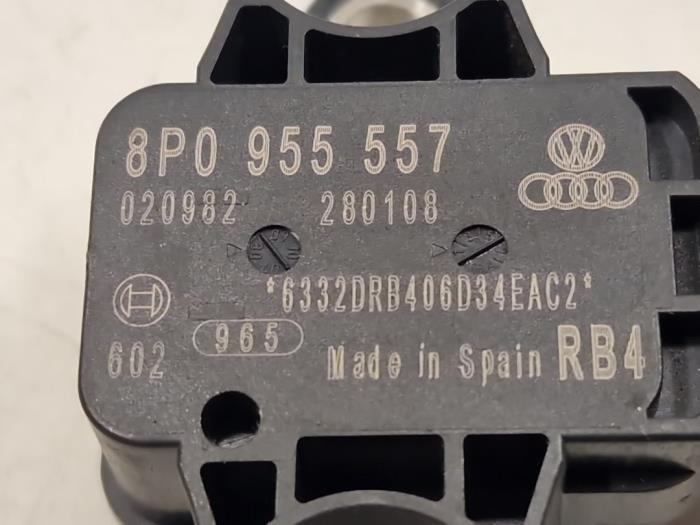 8P0 955 557
020982 280108
*6332DRB406D34EAC2*
965
602
Made in Spain RB4